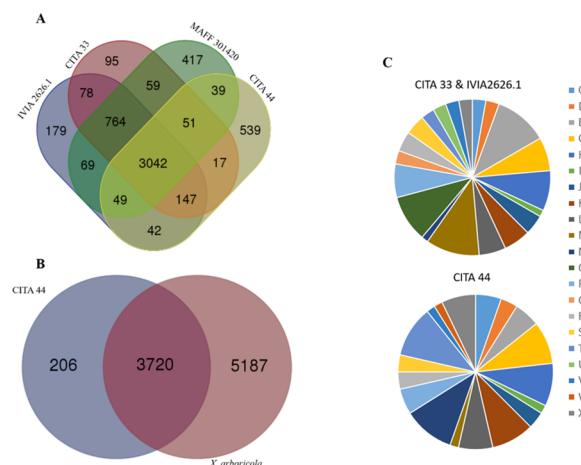 A
IVIA 2626.1
CITA 33
MAFF 301420
CITA 44
95
417
78
59
39
179
764
51
539
69
3042
17
49
147
42
B
CITA 44
206
3720
5187
X. arboricola
C
CITA 33 & IVIA2626.1
CITA 44